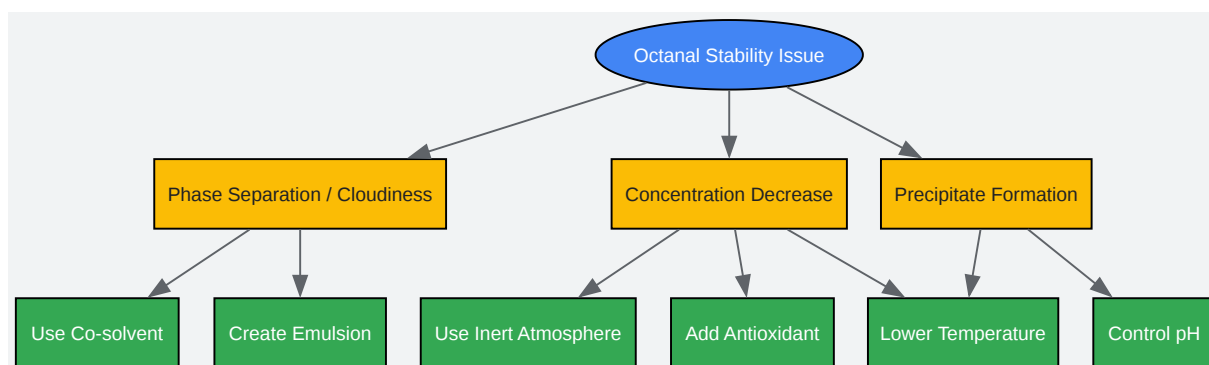 Octanal Stability Issue
Phase Separation / Cloudiness
Concentration Decrease
Precipitate Formation
Use Co-solvent
Create Emulsion
Use Inert Atmosphere
Add Antioxidant
Lower Temperature
Control pH